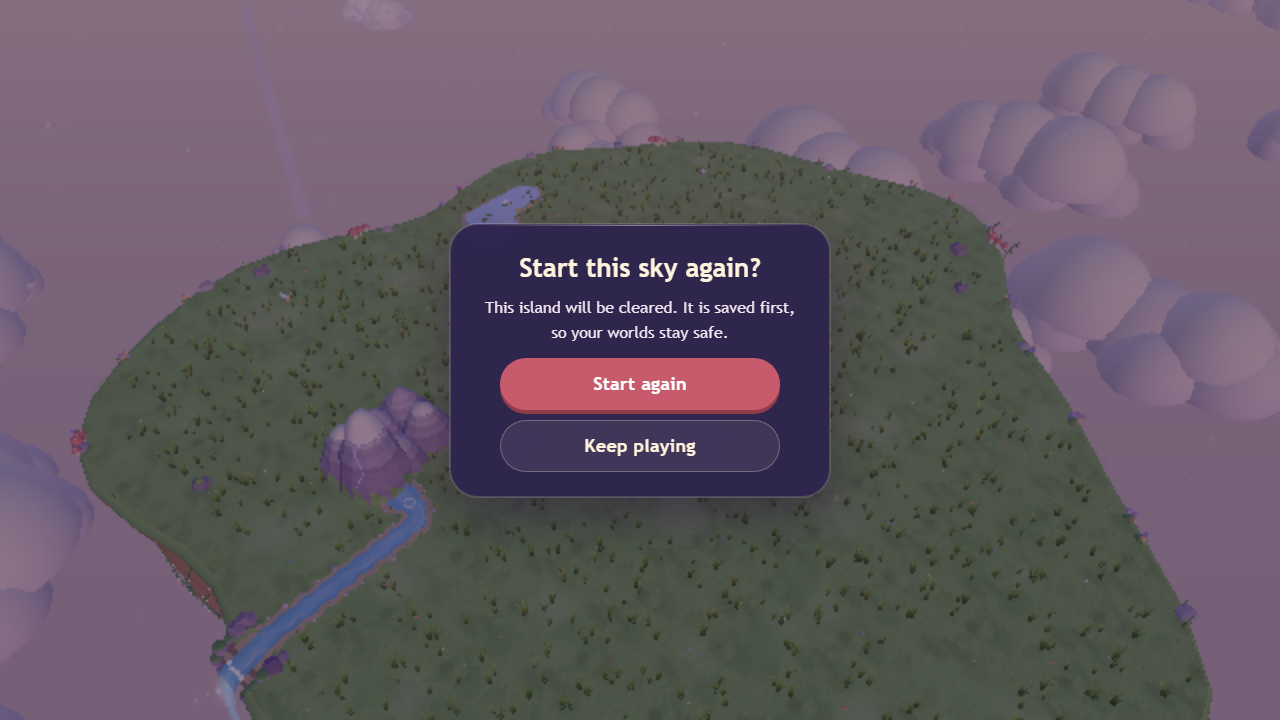 Start this sky again?
This island will be cleared. It is saved first,
so your worlds stay safe.
Start again
Keep playing